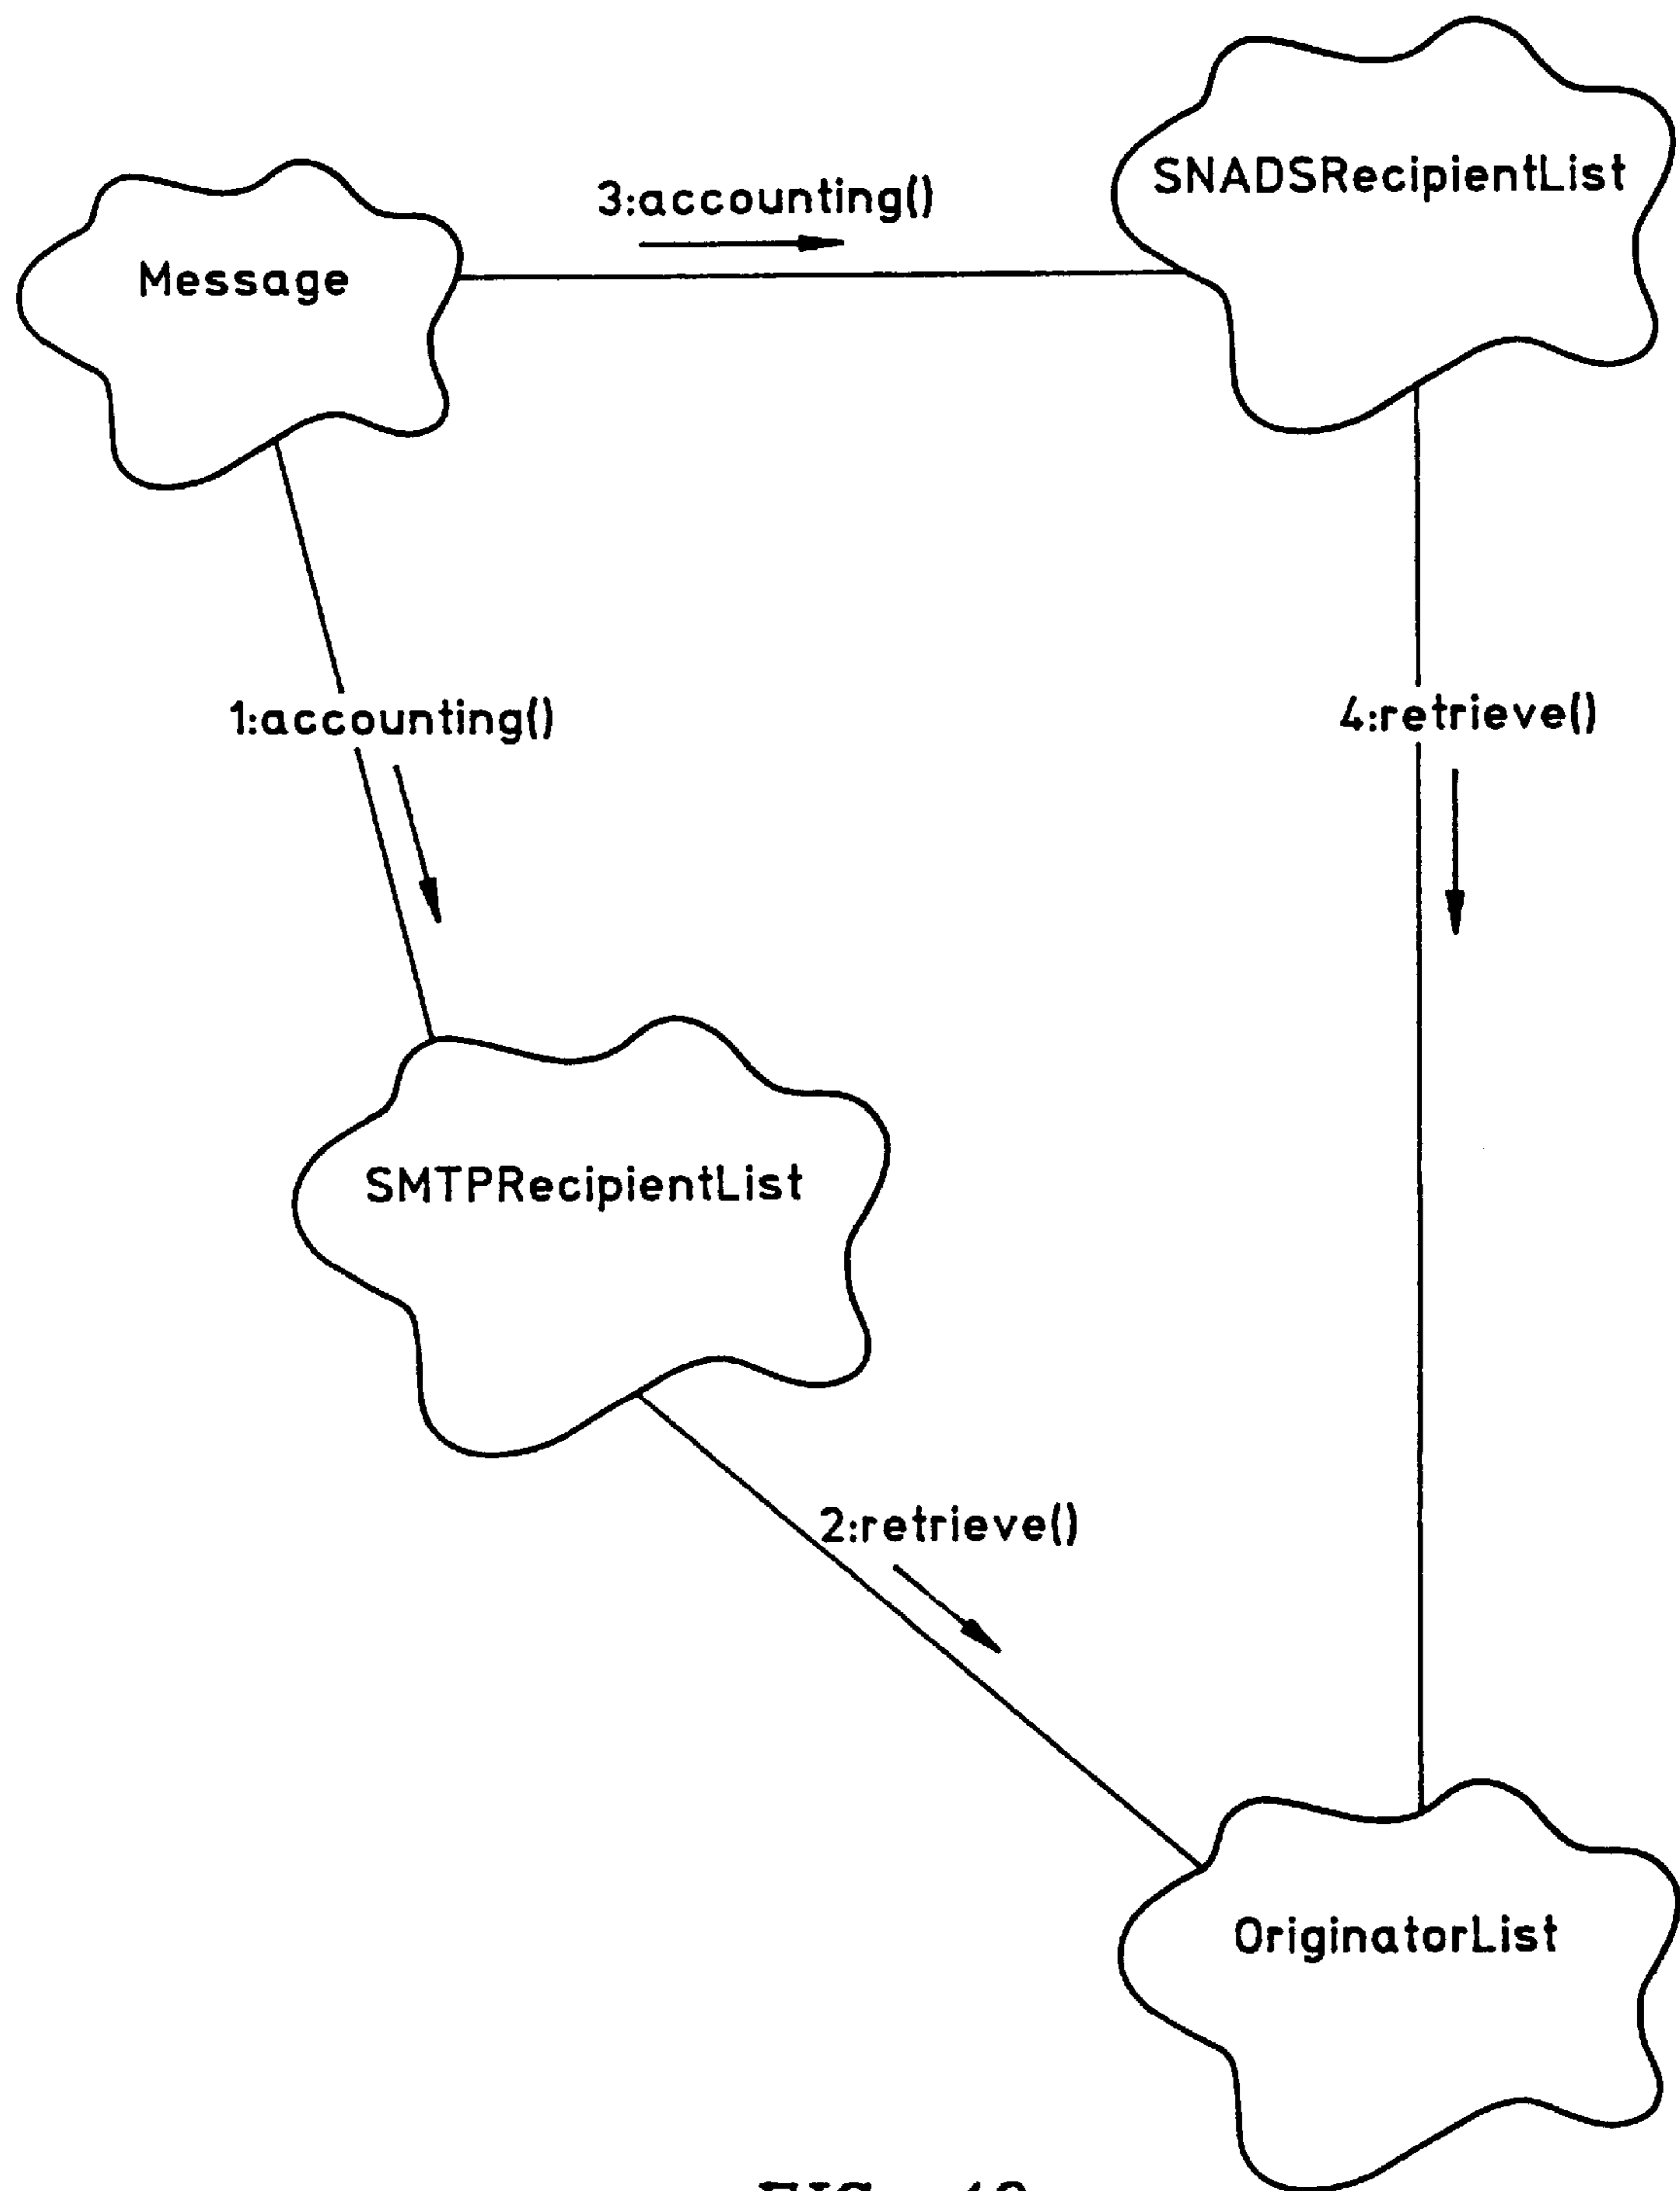 SNADSRecipientList
3:accounting()
Message
1:accounting()
4:retrieve()
SMTPRecipientList
2:retrieve()
OriginatorList